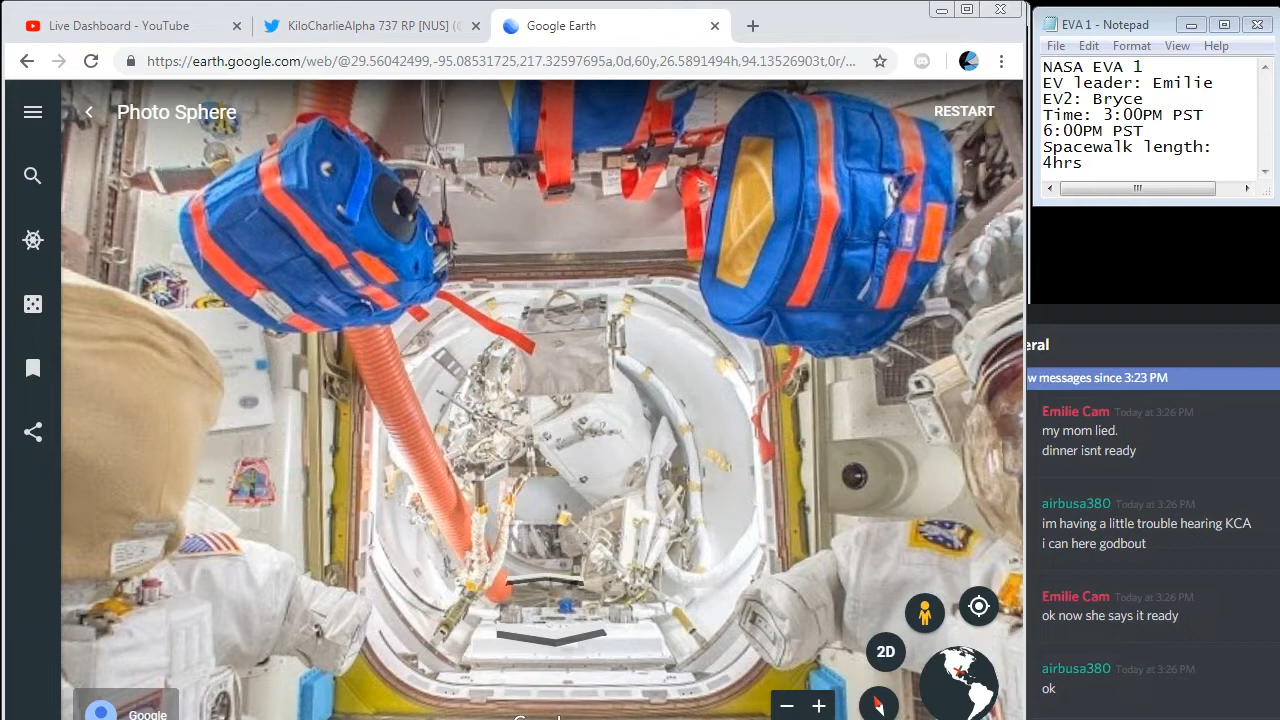 Live Dashboard - YouTube
KiloCharlieAlpha 737 RP [NUS] (
Google Earth
https://earth.google.com/web/@29.56042499,-95.08531725,217.32597695a,0d,60y,26.5891494h,94.13526903t,0r/...
Photo Sphere
RESTART
2D
Google
EVA 1 - Notepad
File Edit Format View Help
NASA EVA 1
EV leader: Emilie
EV2: Bryce
Time: 3:00PM PST
6:00PM PST
Spacewalk length:
4hrs
eral
w messages since 3:23 PM
Emilie Cam Today at 3:26 PM
my mom lied.
dinner isnt ready
airbusa380 Today at 3:26 PM
im having a little trouble hearing KCA
i can here godbout
Emilie Cam Today at 3:26 PM
ok now she says it ready
airbusa380 Today at 3:26 PM
ok